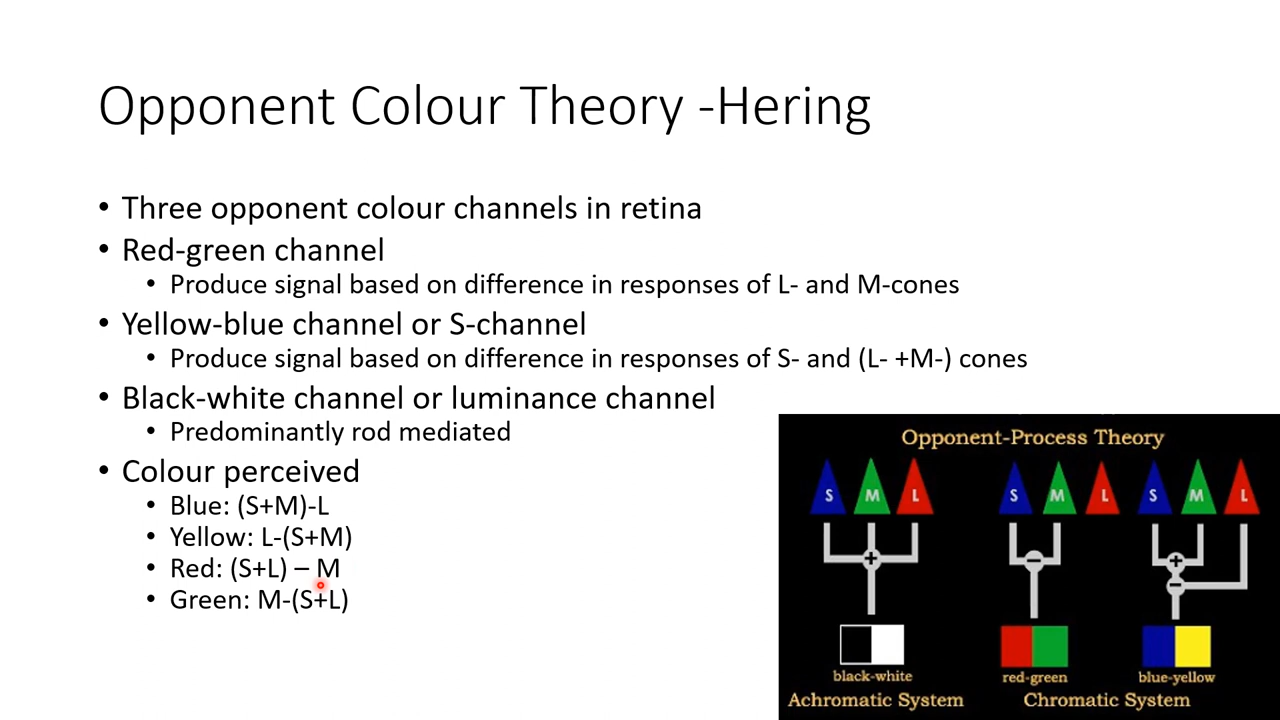 Opponent Colour Theory -Hering
• Three opponent colour channels in retina
• Red-green channel
• Produce signal based on difference in responses of L- and M-cones
• Yellow-blue channel or S-channel
• Produce signal based on difference in responses of S- and (L- +M-) cones
• Black-white channel or luminance channel
• Predominantly rod mediated
• Colour perceived
• Blue: (S+M)-L
• Yellow: L-(S+M)
• Red: (S+L) – M
• Green: M-(S+L)
Opponent-Process Theory
S M L S M L S M L
+ − +
−
black-white red-green blue-yellow
Achromatic System Chromatic System